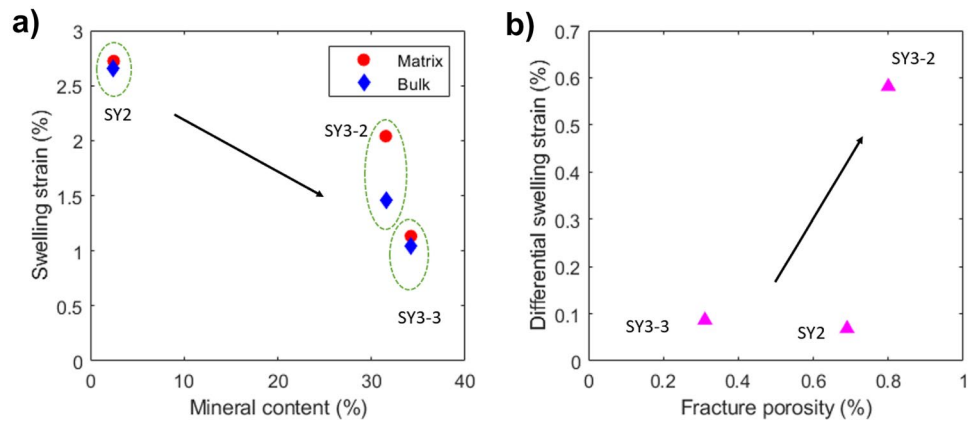 a)
Swelling strain (%)
3
2.5
2
1.5
1
0.5
0
0
10
20
30
40
Mineral content (%)
Matrix
Bulk
SY2
SY3-2
SY3-3
b)
Differential swelling strain (%)
0.7
0.6
0.5
0.4
0.3
0.2
0.1
0
0
0.2
0.4
0.6
0.8
1
Fracture porosity (%)
SY3-2
SY3-3
SY2